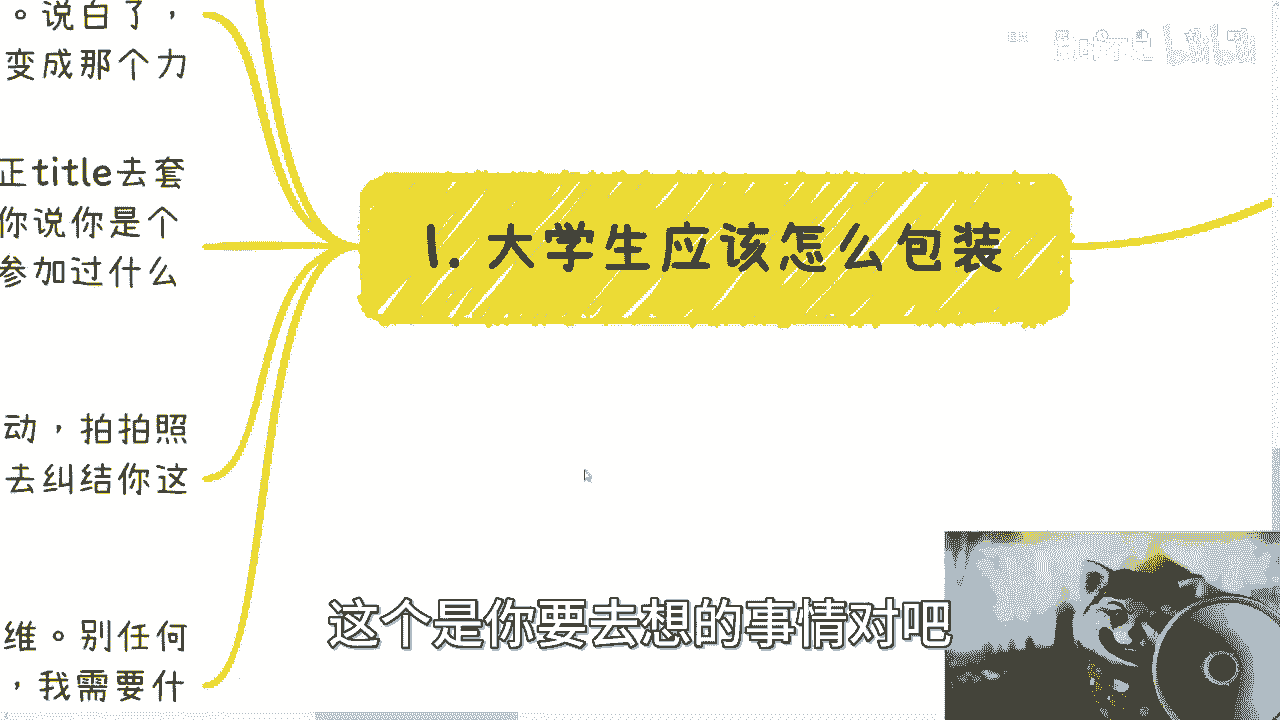 。说白了，
变成那个力
正title去套
你说你是个
参加过什么
动，拍拍照
去纠结你这
维。别任何
，我需要什
1. 大学生应该怎么包装
这个是你要去想的事情对吧
bilibili